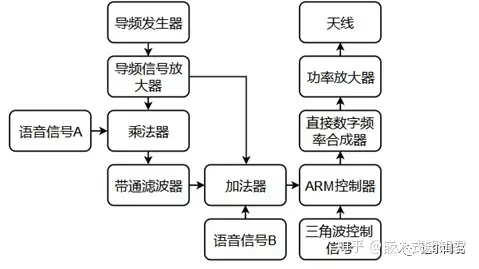 导频发生器
天线
导频信号放
大器
功率放大器
语音信号A
乘法器
直接数字频
率合成器
带通滤波器
加法器
ARM控制器
语音信号B
三角波控制
信号
知乎